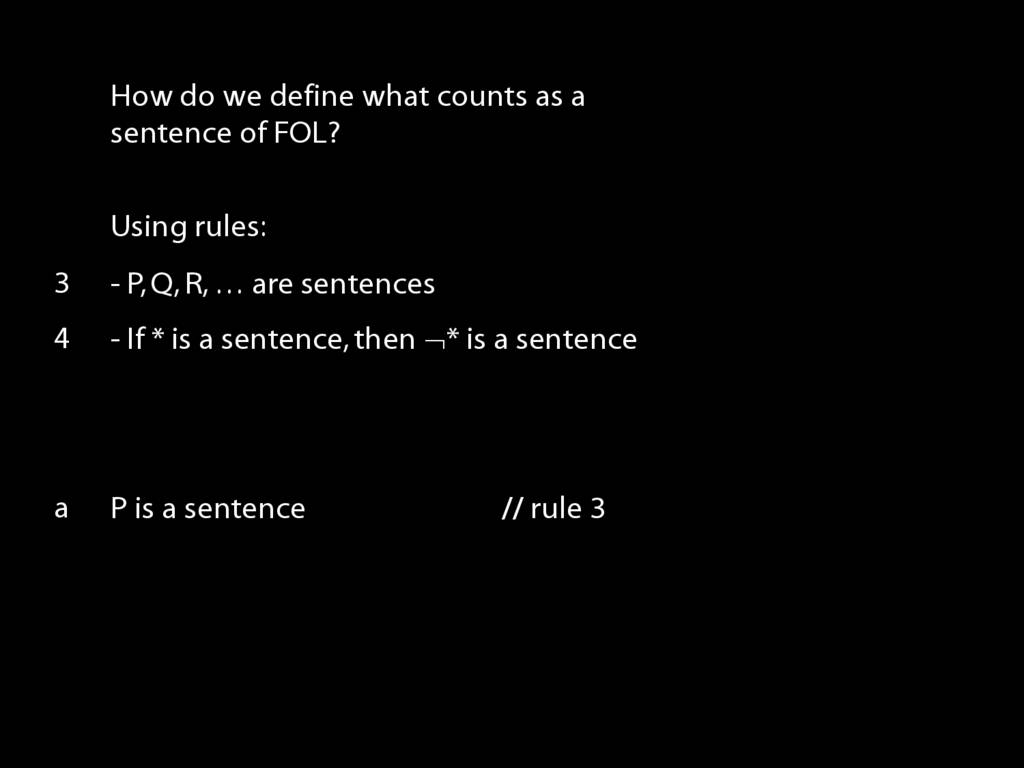 How do we define what counts as a
sentence of FOL?
Using rules:
3 - P, Q, R, … are sentences
4 - If * is a sentence, then ¬* is a sentence
a P is a sentence // rule 3